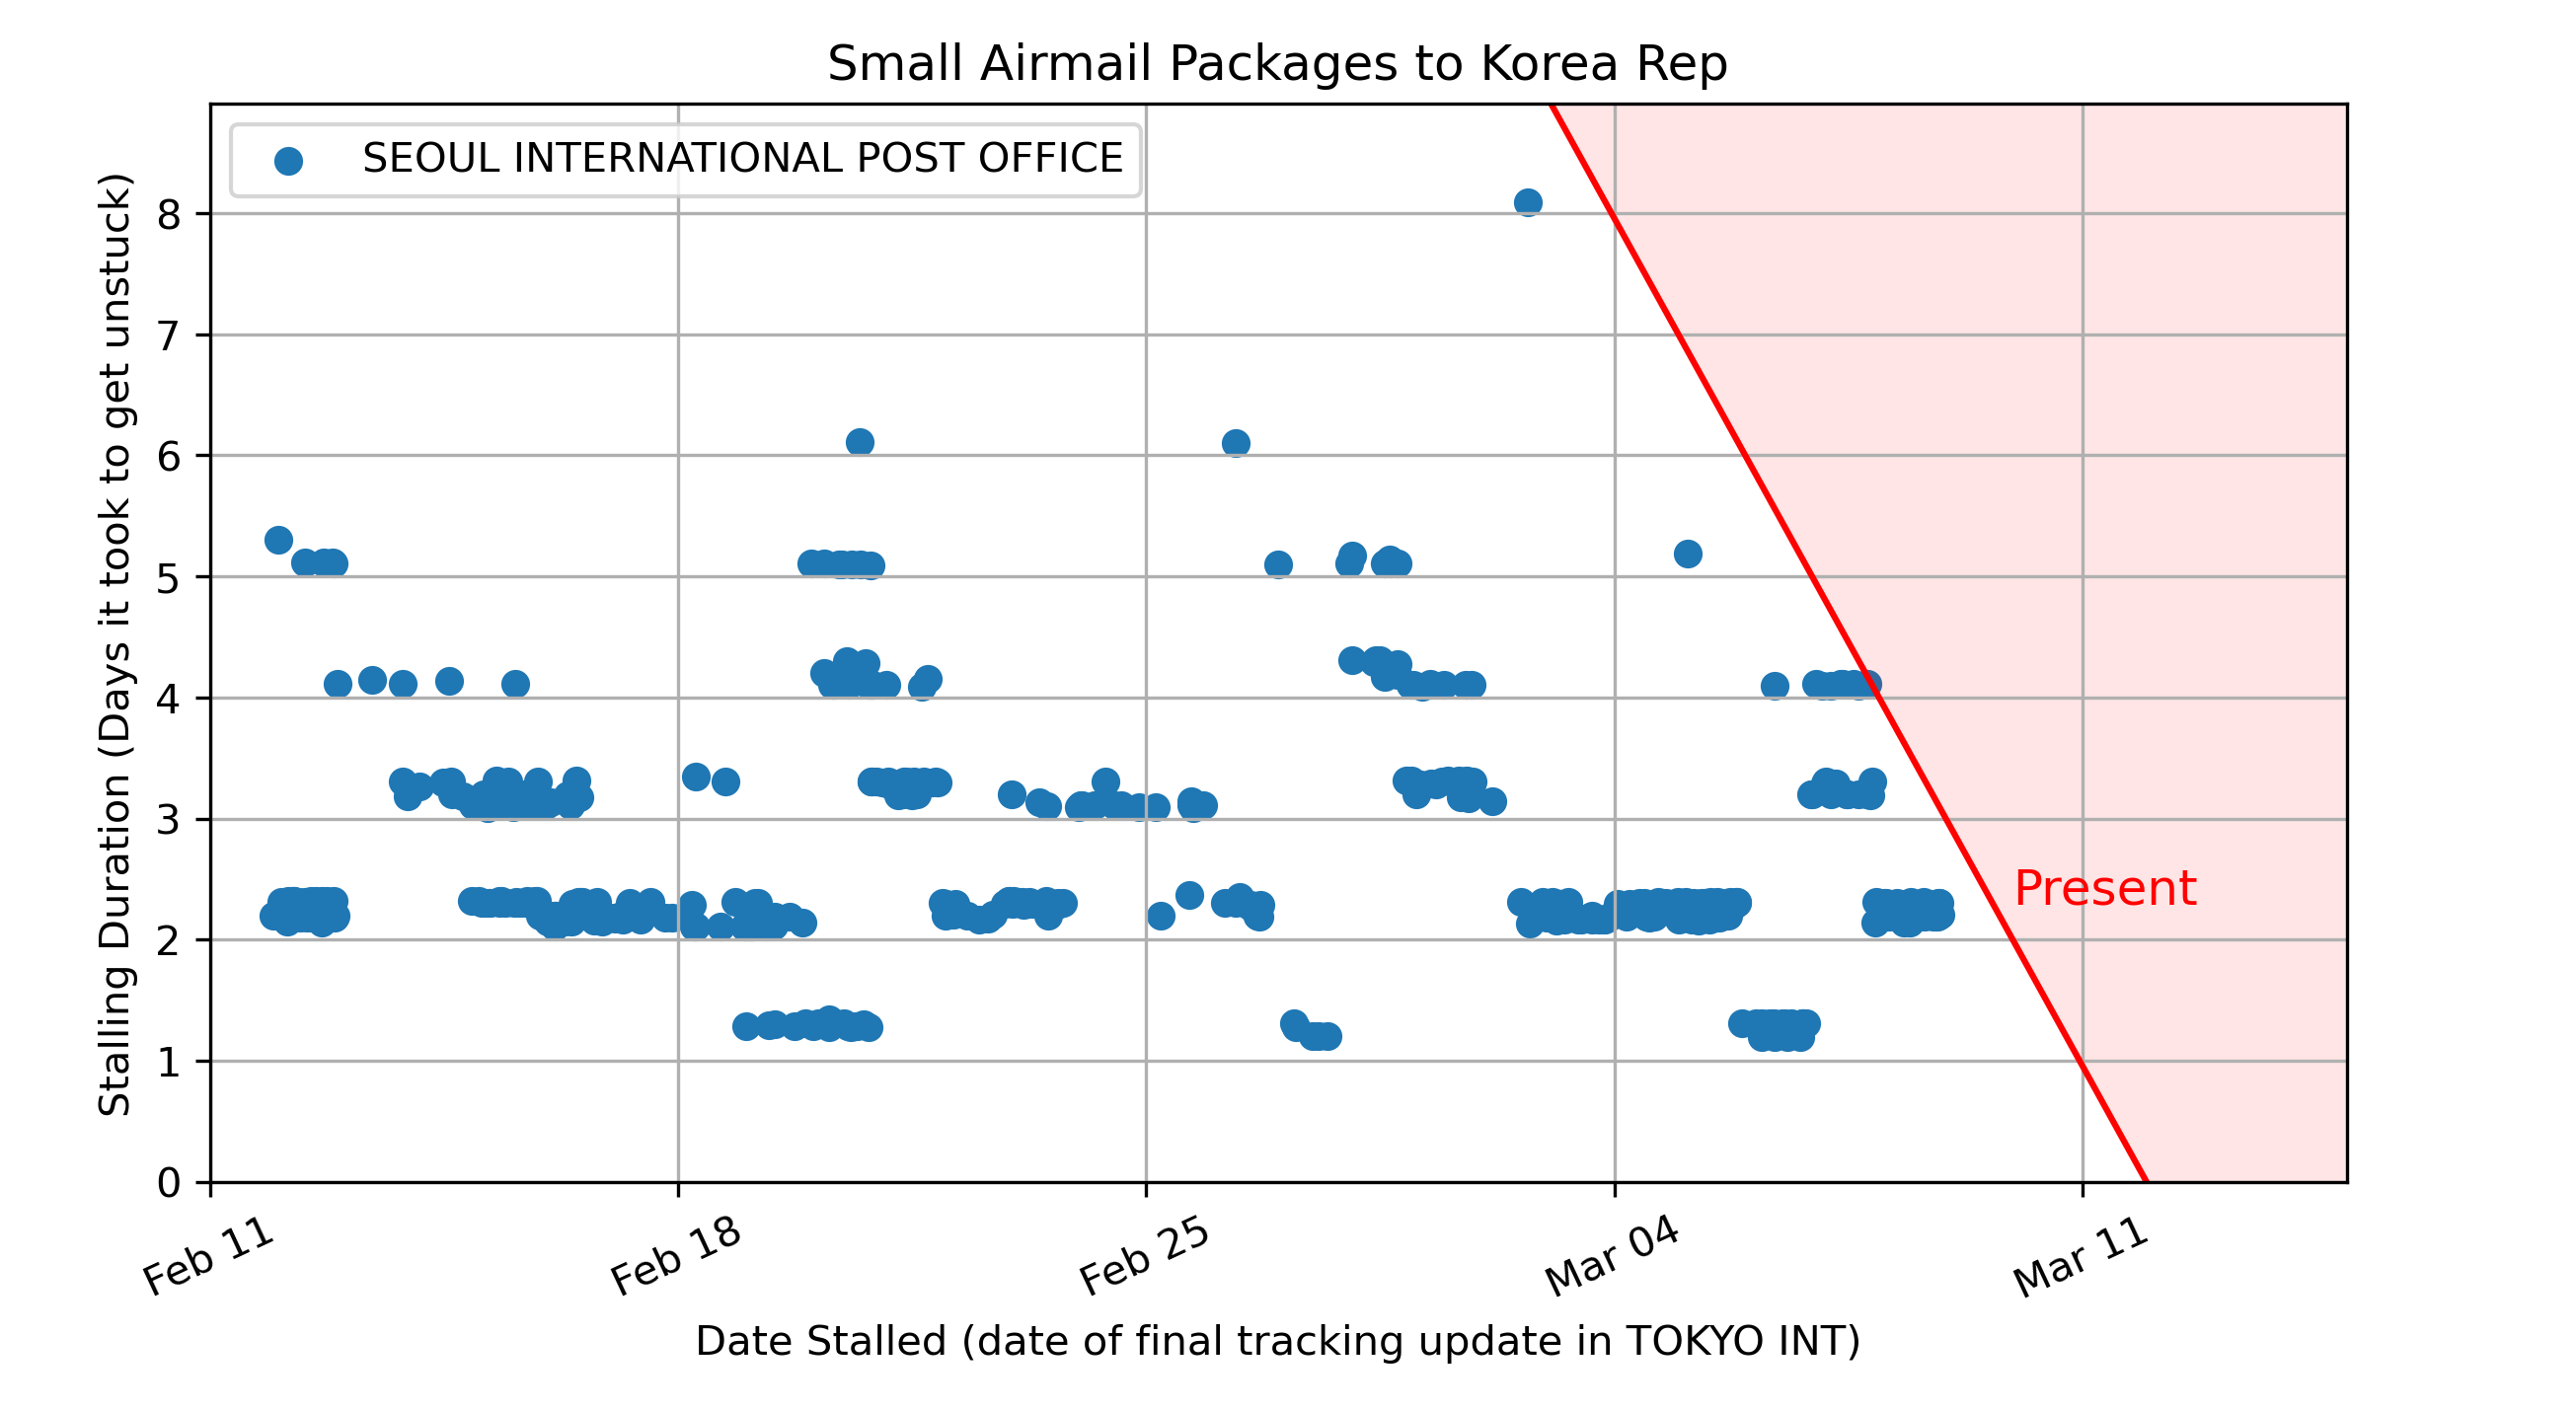 Small Airmail Packages to Korea Rep
SEOUL INTERNATIONAL POST OFFICE
Stalling Duration (Days it took to get unstuck)
8
7
6
5
4
3
2
1
0
Present
Feb 11
Feb 18
Feb 25
Mar 04
Mar 11
Date Stalled (date of final tracking update in TOKYO INT)